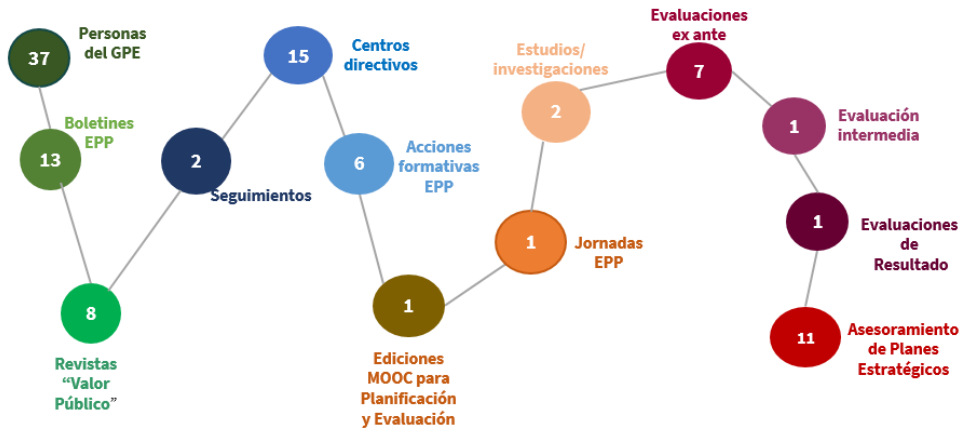 37
Personas
del GPE
13
Boletines
EPP
8
Revistas
“Valor
Público”
2
Seguimientos
15
Centros
directivos
6
Acciones
formativas
EPP
1
Ediciones
MOOC para
Planificación
y Evaluación
1
Jornadas
EPP
2
Estudios/
investigaciones
7
Evaluaciones
ex ante
1
Evaluación
intermedia
1
Evaluaciones
de
Resultado
11
Asesoramiento
de Planes
Estratégicos